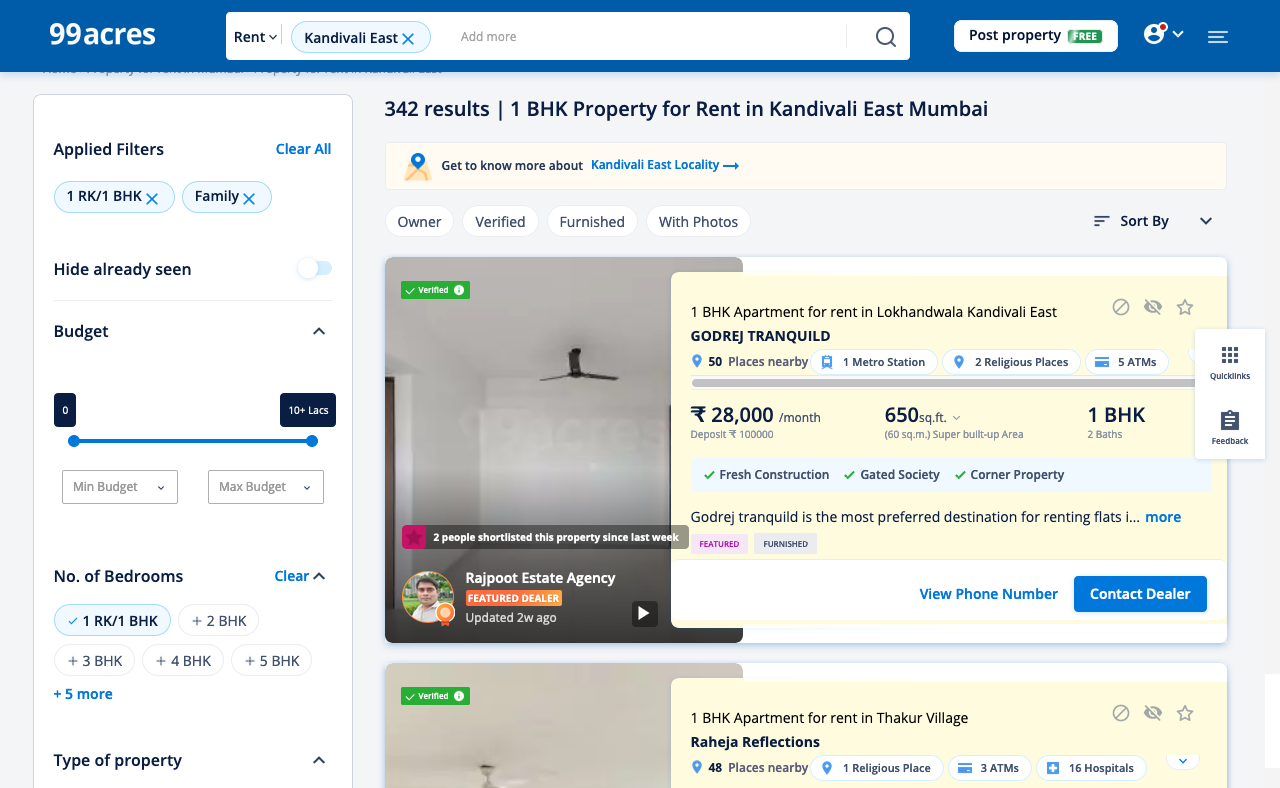 99acres
Rent
Kandivali East
Add more
Post property FREE
Applied Filters
Clear All
1 RK/1 BHK
Family
Hide already seen
Budget
0
10+ Lacs
Min Budget
Max Budget
No. of Bedrooms
Clear
1 RK/1 BHK
+ 2 BHK
+ 3 BHK
+ 4 BHK
+ 5 BHK
+ 5 more
Type of property
342 results | 1 BHK Property for Rent in Kandivali East Mumbai
Get to know more about Kandivali East Locality
Owner
Verified
Furnished
With Photos
Sort By
Verified
2 people shortlisted this property since last week
Rajpoot Estate Agency
FEATURED DEALER
Updated 2w ago
1 BHK Apartment for rent in Lokhandwala Kandivali East
GODREJ TRANQUILD
50 Places nearby
1 Metro Station
2 Religious Places
5 ATMs
₹ 28,000 /month
Deposit ₹ 100000
650sq.ft.
(60 sq.m.) Super built-up Area
1 BHK
2 Baths
Fresh Construction
Gated Society
Corner Property
Godrej tranquild is the most preferred destination for renting flats i... more
FEATURED
FURNISHED
View Phone Number
Contact Dealer
Quicklinks
Feedback
Verified
1 BHK Apartment for rent in Thakur Village
Raheja Reflections
48 Places nearby
1 Religious Place
3 ATMs
16 Hospitals